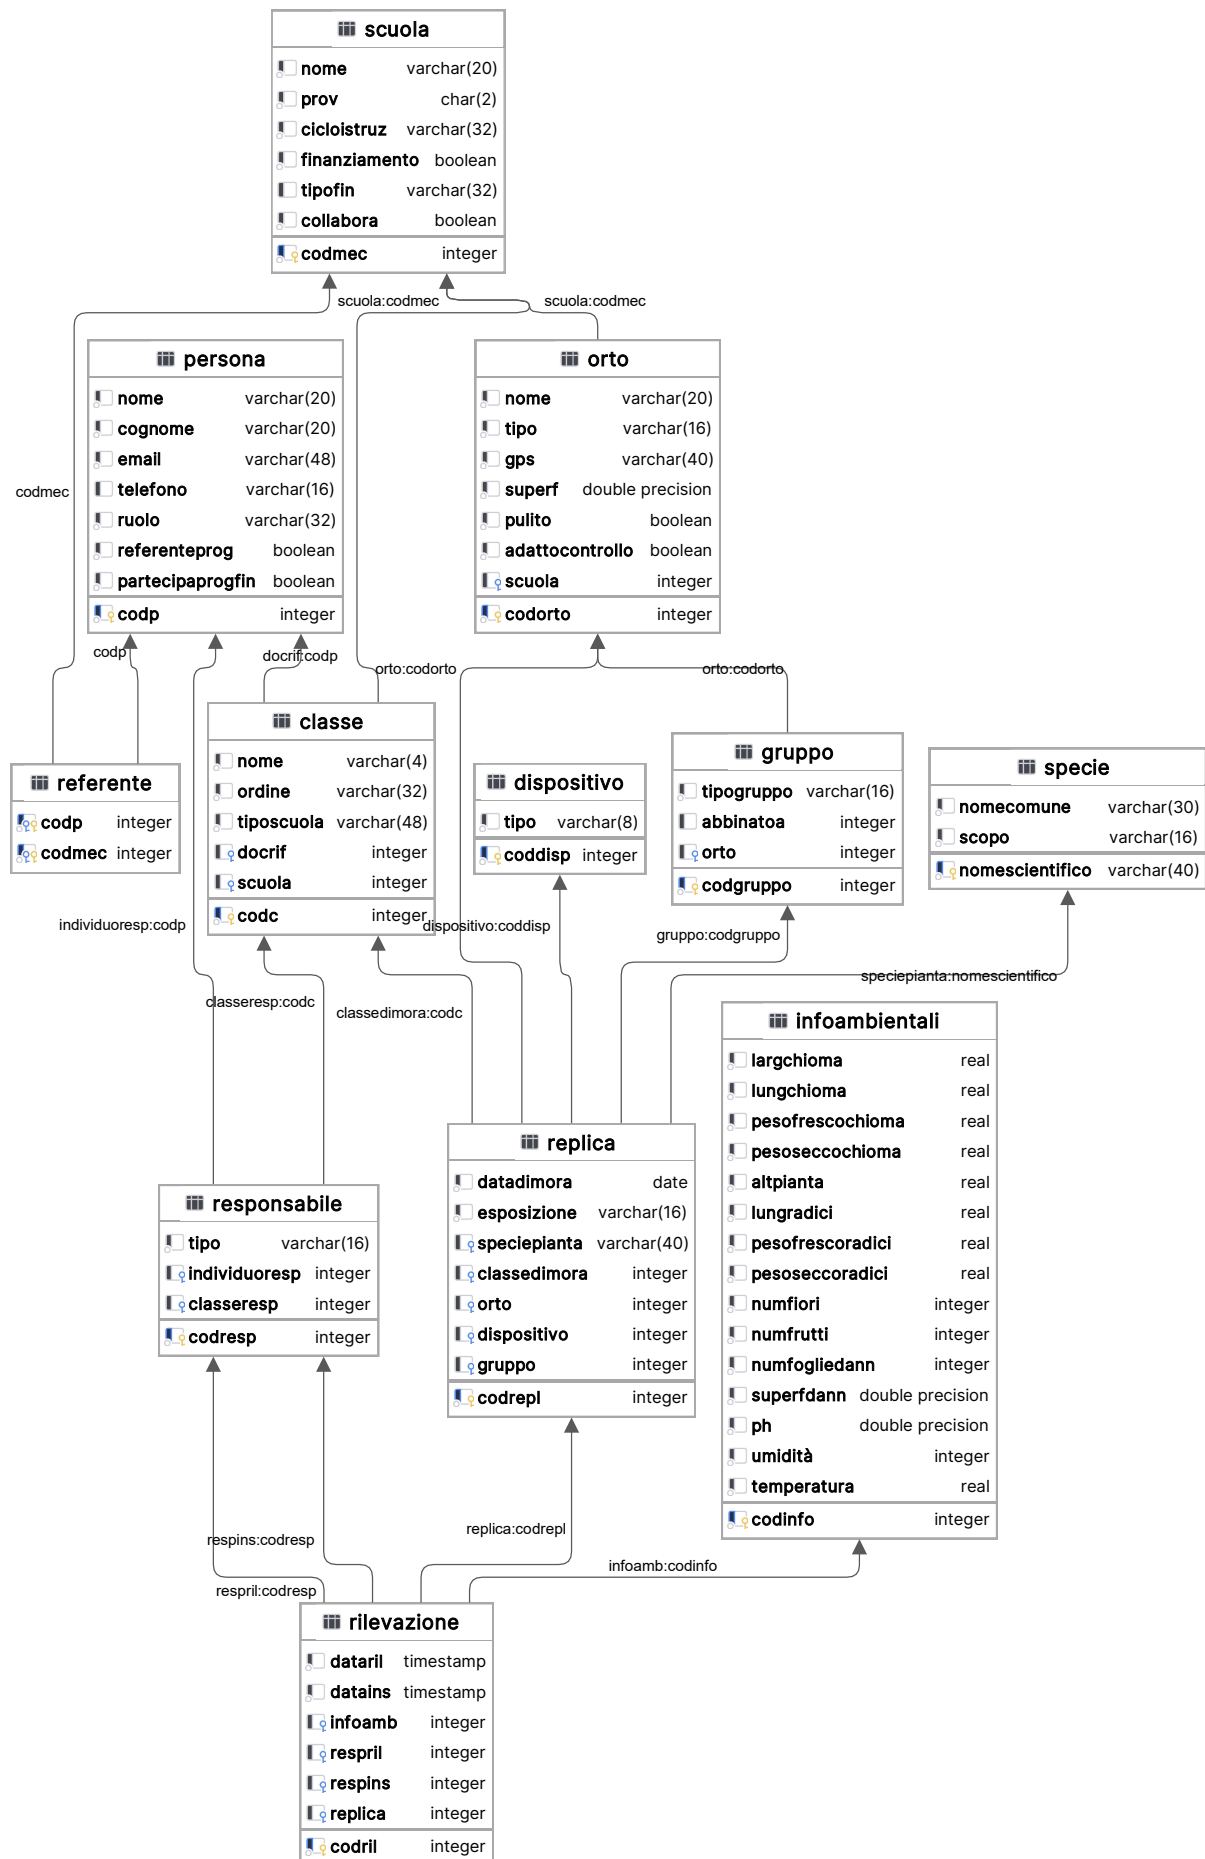 scuola
nome varchar(20)
prov char(2)
cicloistruz varchar(32)
finanziamento boolean
tipofin varchar(32)
collabora boolean
codmec integer
scuola:codmec
scuola:codmec
persona
nome varchar(20)
cognome varchar(20)
email varchar(48)
telefono varchar(16)
ruolo varchar(32)
referenteprog boolean
partecipaprogfin boolean
codp integer
orto
nome varchar(20)
tipo varchar(16)
gps varchar(40)
superf double precision
pulito boolean
adattocontrollo boolean
scuola integer
codorto integer
codmec
codp
docrif:codp
orto:codorto
orto:codorto
referente
codp integer
codmec integer
classe
nome varchar(4)
ordine varchar(32)
tiposcuola varchar(48)
docrif integer
scuola integer
codc integer
dispositivo
tipo varchar(8)
coddisp integer
gruppo
tipogruppo varchar(16)
abbinatoa integer
orto integer
codgruppo integer
specie
nomecomune varchar(30)
scopo varchar(16)
nomescientifico varchar(40)
individuoresp:codp
dispositivo:coddisp
gruppo:codgruppo
speciepianta:nomescientifico
classeresp:codc
classedimora:codc
responsabile
tipo varchar(16)
individuoresp integer
classeresp integer
codresp integer
replica
datadimora date
esposizione varchar(16)
speciepianta varchar(40)
classedimora integer
orto integer
dispositivo integer
gruppo integer
codrepl integer
infoambientali
largchioma real
lungchioma real
pesofrescochioma real
pesoseccochioma real
altpianta real
lungradici real
pesofrescoradici real
pesoseccoradici real
numfiori integer
numfrutti integer
numfogliedann integer
superfdann double precision
ph double precision
umidità integer
temperatura real
codinfo integer
respins:codresp
replica:codrepl
infoamb:codinfo
respril:codresp
rilevazione
dataril timestamp
datains timestamp
infoamb integer
respril integer
respins integer
replica integer
codril integer